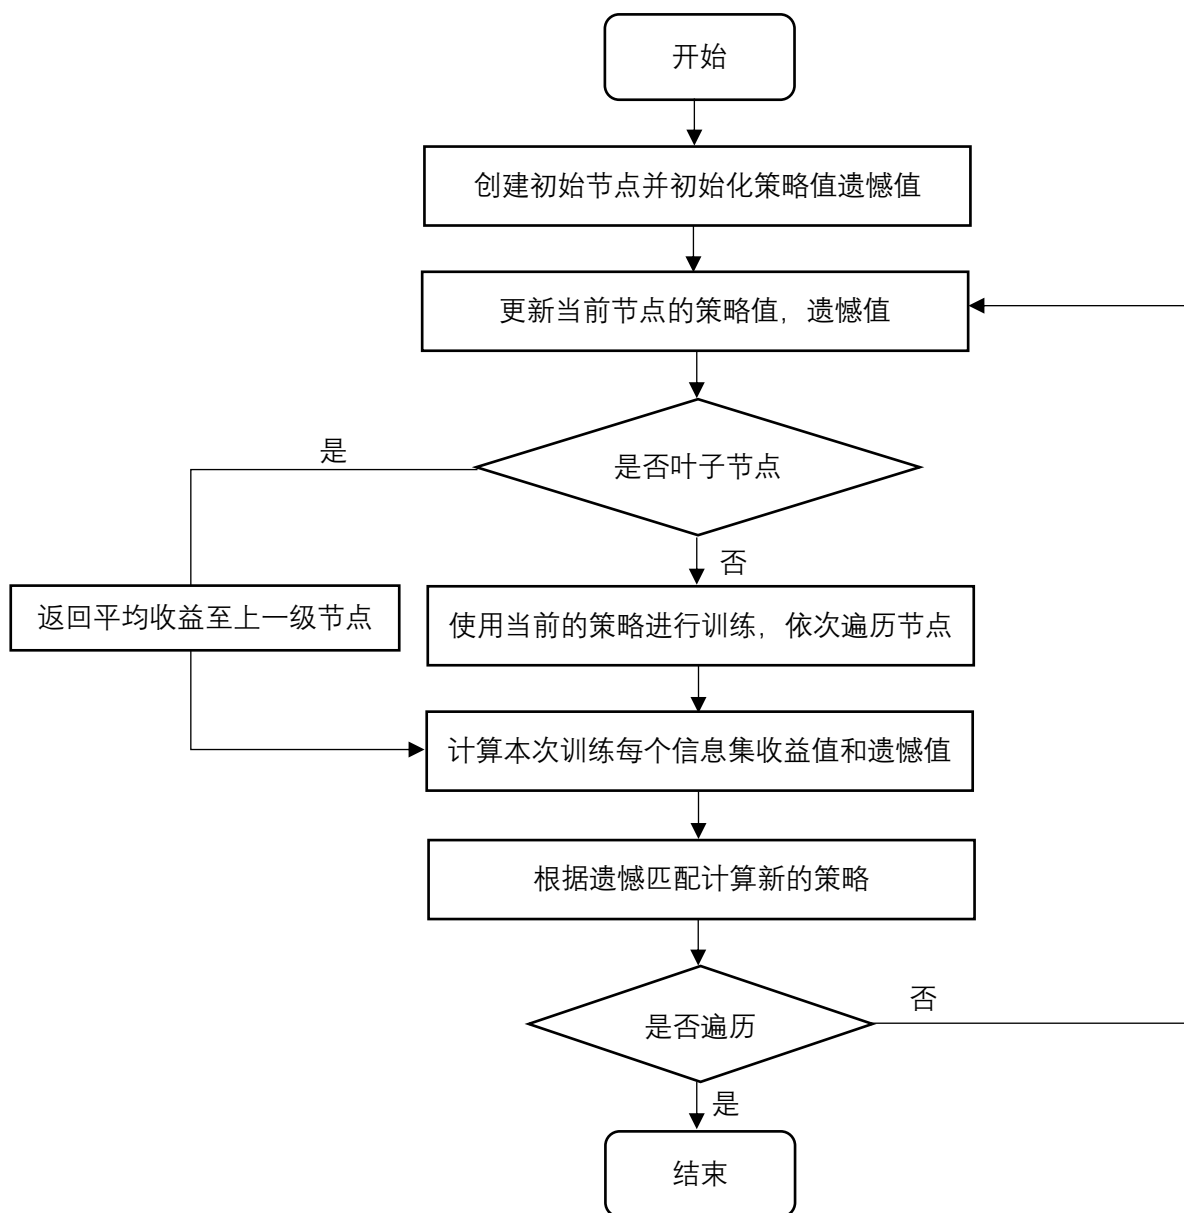 开始
创建初始节点并初始化策略值遗憾值
更新当前节点的策略值，遗憾值
是
是否叶子节点
否
返回平均收益至上一级节点
使用当前的策略进行训练，依次遍历节点
计算本次训练每个信息集收益值和遗憾值
根据遗憾匹配计算新的策略
否
是否遍历
是
结束